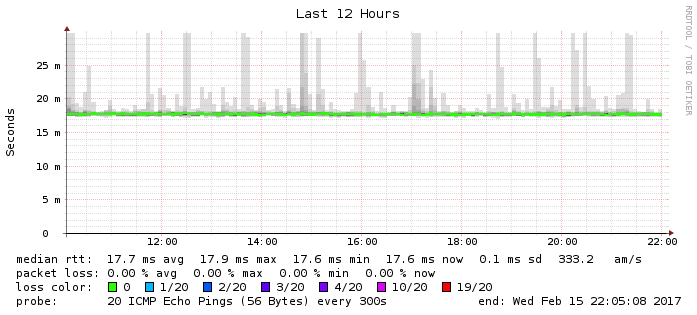 Last 12 Hours
RRDTOOL / TOBI OETIKER
Seconds
25 m
20 m
15 m
10 m
5 m
0
12:00 14:00 16:00 18:00 20:00 22:00
median rtt: 17.7 ms avg 17.9 ms max 17.6 ms min 17.6 ms now 0.1 ms sd 333.2 am/s
packet loss: 0.00 % avg 0.00 % max 0.00 % min 0.00 % now
loss color: 0 1/20 2/20 3/20 4/20 10/20 19/20
probe: 20 ICMP Echo Pings (56 Bytes) every 300s end: Wed Feb 15 22:05:08 2017